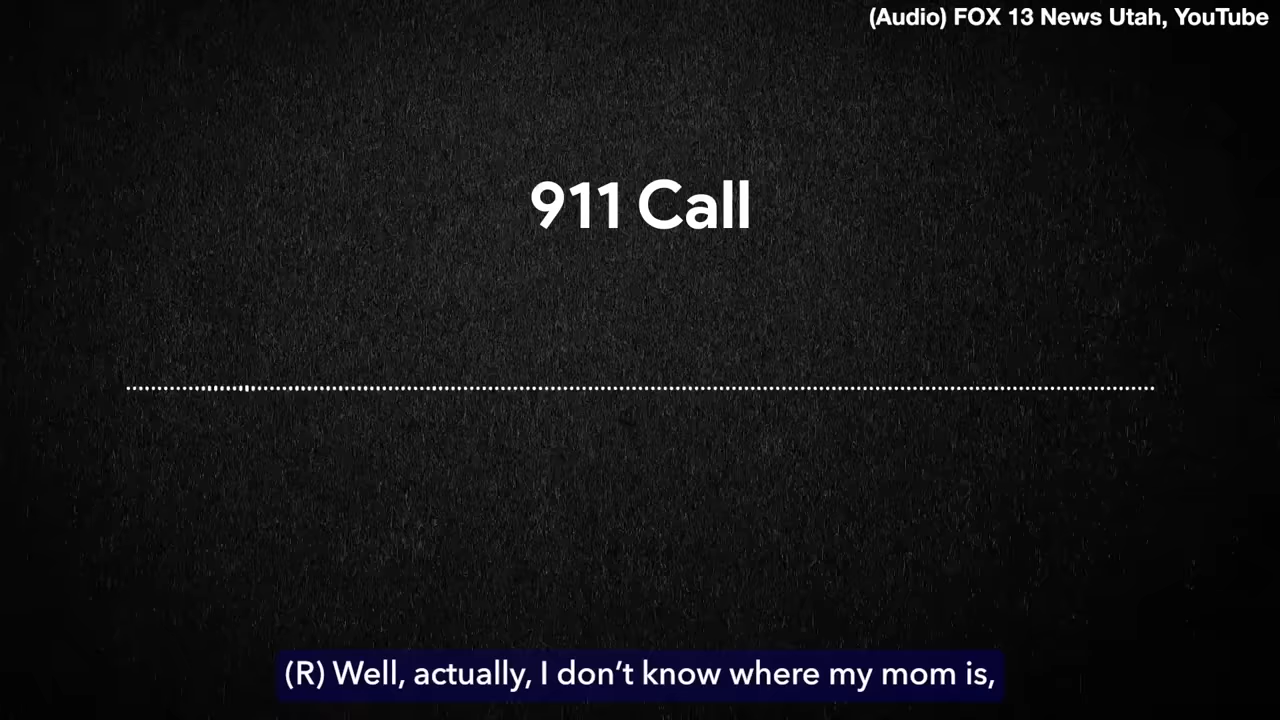 (Audio) FOX 13 News Utah, YouTube
911 Call
(R) Well, actually, I don’t know where my mom is,